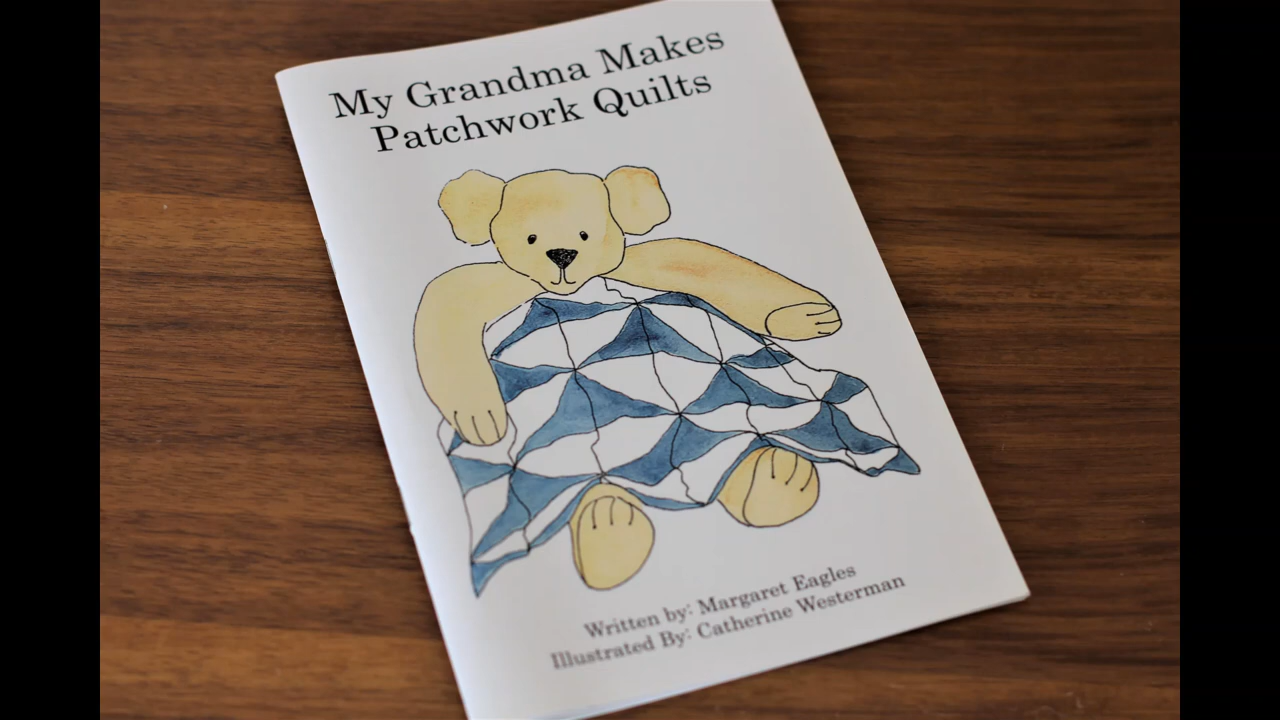 My Grandma Makes
Patchwork Quilts
Written by: Margaret Eagles
Illustrated By: Catherine Westerman